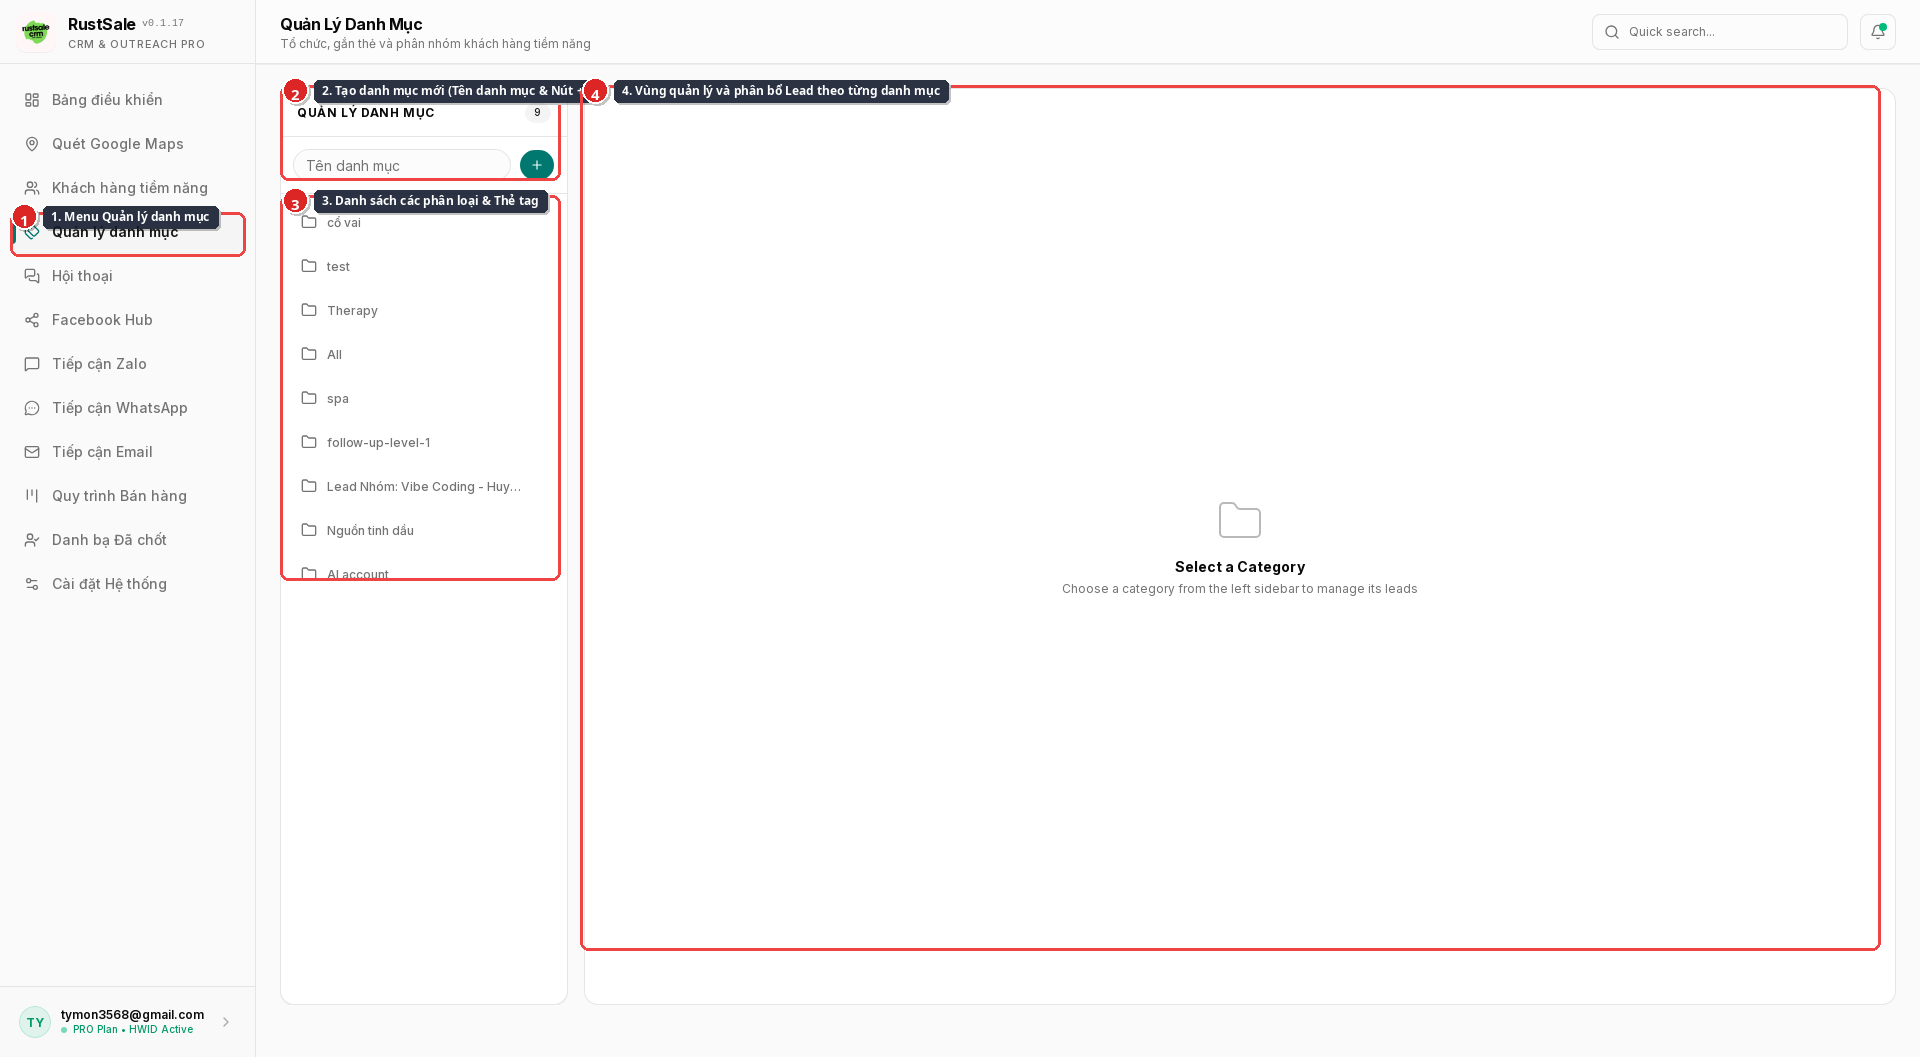 RustSale v0.1.17
CRM & OUTREACH PRO
Bảng điều khiển
Quét Google Maps
Khách hàng tiềm năng
1
1. Menu Quản lý danh mục
Quản lý danh mục
Hội thoại
Facebook Hub
Tiếp cận Zalo
Tiếp cận WhatsApp
Tiếp cận Email
Quy trình Bán hàng
Danh bạ Đã chốt
Cài đặt Hệ thống
TY
tymon3568@gmail.com
PRO Plan • HWID Active
Quản Lý Danh Mục
Tổ chức, gắn thẻ và phân nhóm khách hàng tiềm năng
Quick search...
2
2. Tạo danh mục mới (Tên danh mục & Nút
QUẢN LÝ DANH MỤC
9
Tên danh mục
+
3
3. Danh sách các phân loại & Thẻ tag
cổ vai
test
Therapy
All
spa
follow-up-level-1
Lead Nhóm: Vibe Coding - Huy...
Nguồn tinh dầu
AI account
4
4. Vùng quản lý và phân bổ Lead theo từng danh mục
Select a Category
Choose a category from the left sidebar to manage its leads